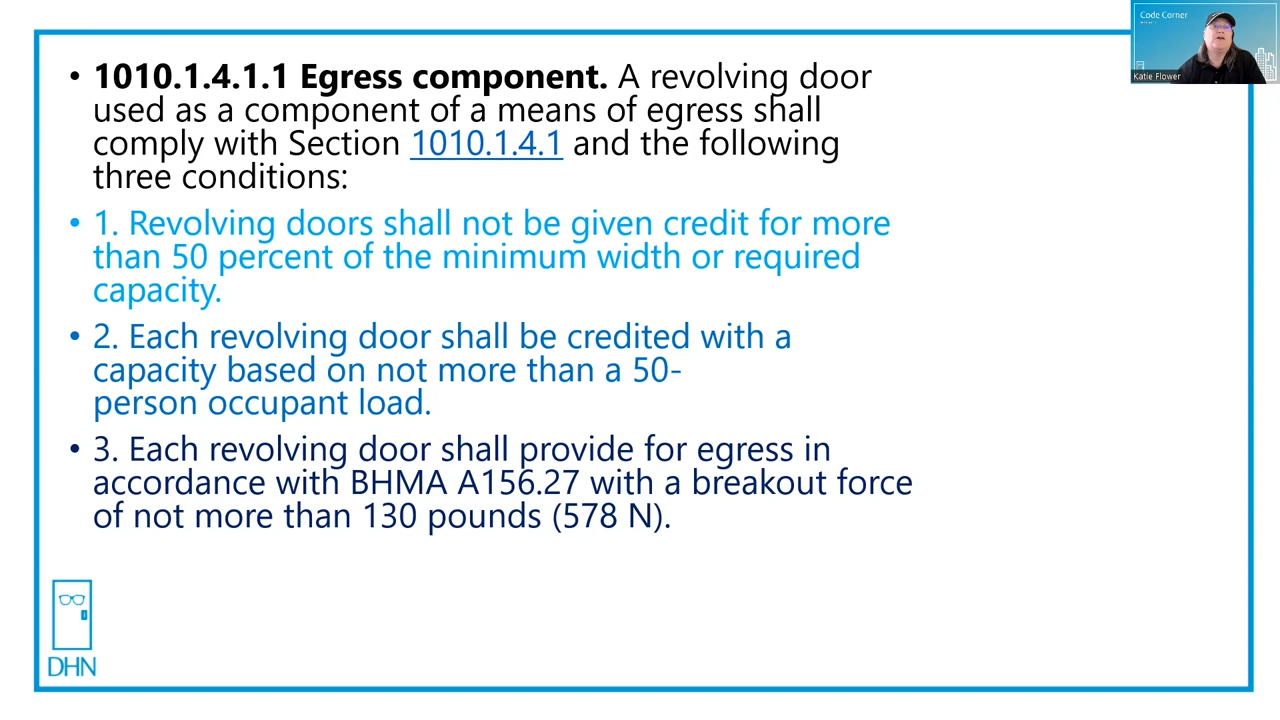 Code Corner
Katie Flower
• 1010.1.4.1.1 Egress component. A revolving door
used as a component of a means of egress shall
comply with Section 1010.1.4.1 and the following
three conditions:
• 1. Revolving doors shall not be given credit for more
than 50 percent of the minimum width or required
capacity.
• 2. Each revolving door shall be credited with a
capacity based on not more than a 50-
person occupant load.
• 3. Each revolving door shall provide for egress in
accordance with BHMA A156.27 with a breakout force
of not more than 130 pounds (578 N).
DHN